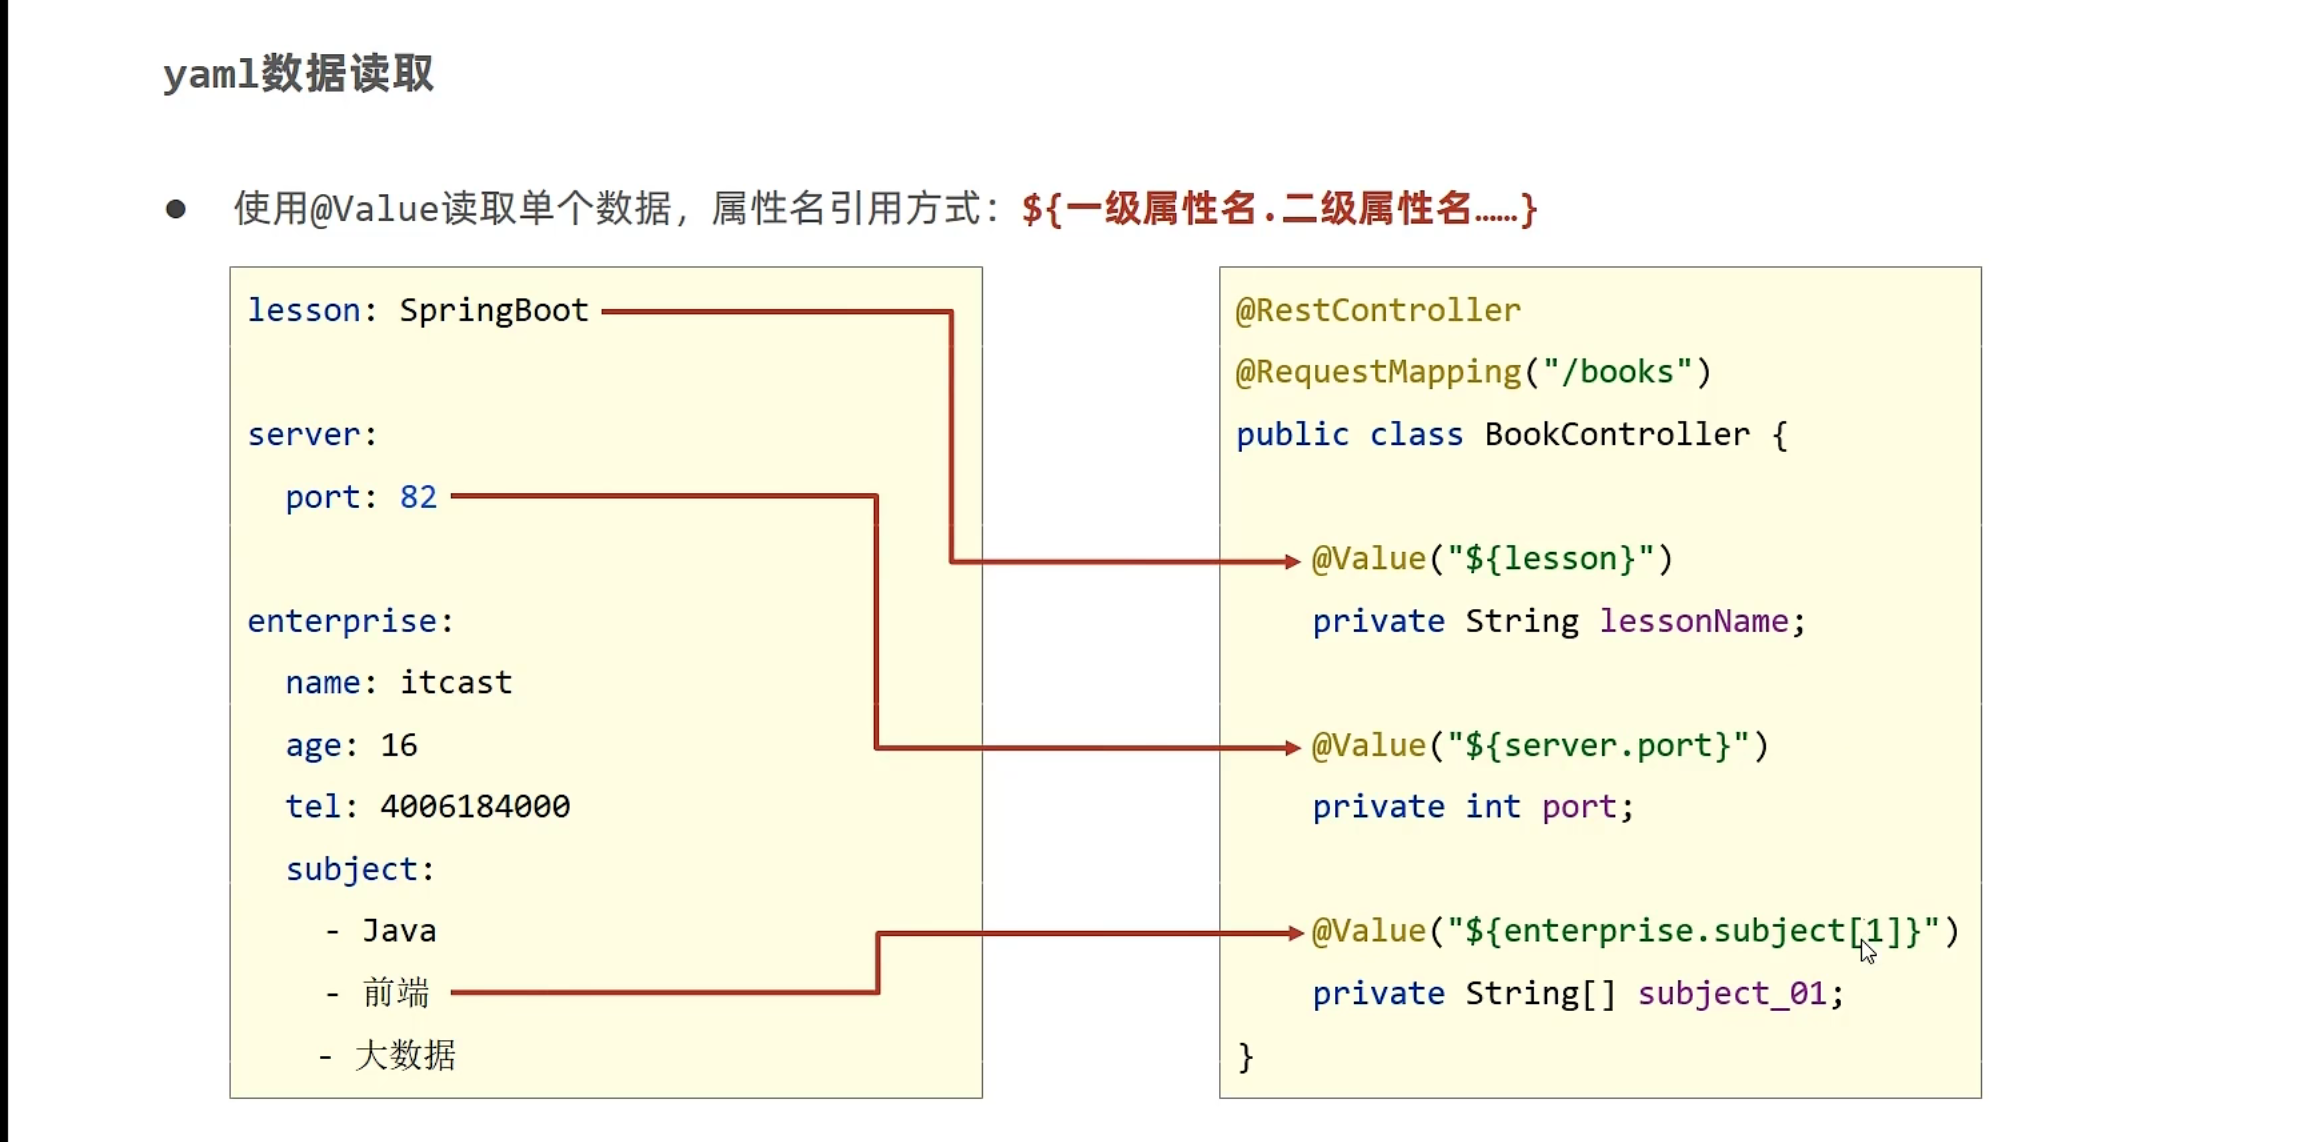 yaml数据读取
● 使用@Value读取单个数据，属性名引用方式：${一级属性名.二级属性名……}
lesson: SpringBoot
server:
  port: 82
enterprise:
  name: itcast
  age: 16
  tel: 4006184000
  subject:
    - Java
    - 前端
    - 大数据
@RestController
@RequestMapping("/books")
public class BookController {
    @Value("${lesson}")
    private String lessonName;
    @Value("${server.port}")
    private int port;
    @Value("${enterprise.subject[1]}")
    private String[] subject_01;
}